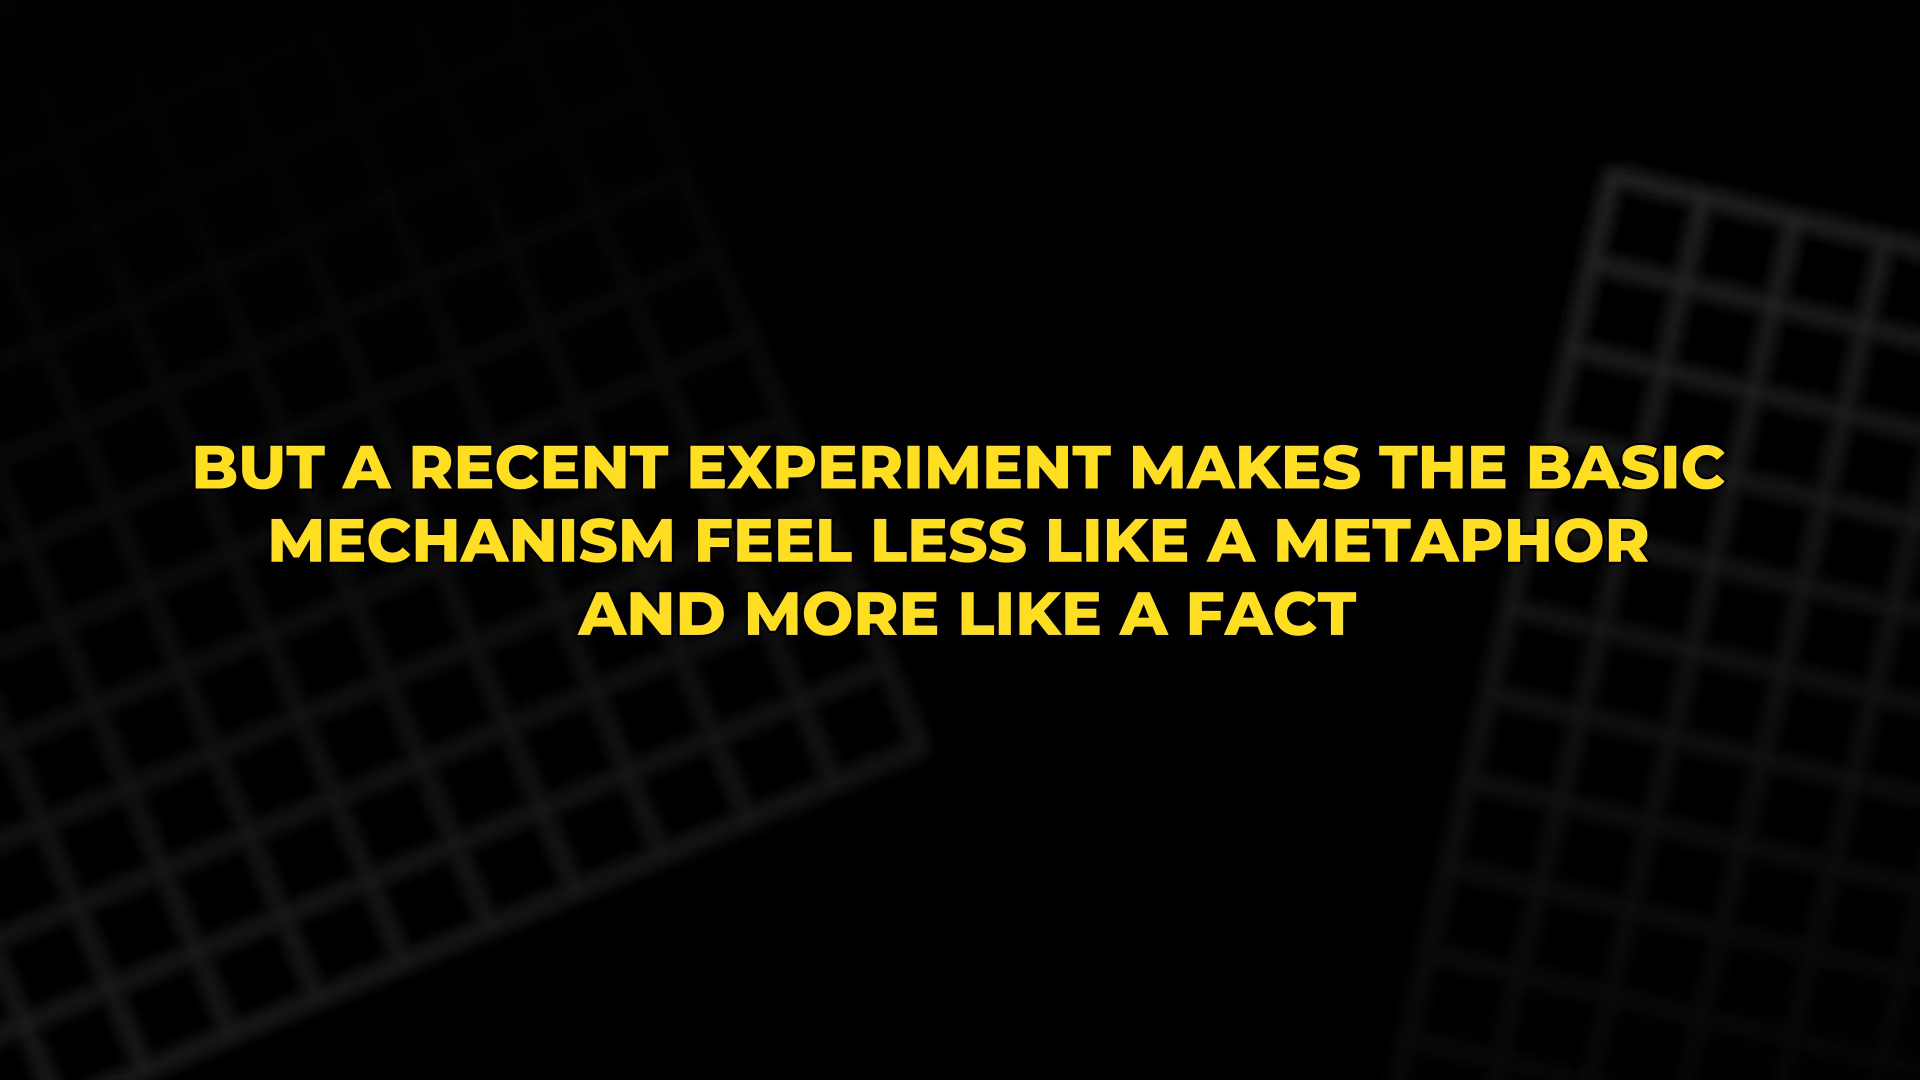 BUT A RECENT EXPERIMENT MAKES THE BASIC
MECHANISM FEEL LESS LIKE A METAPHOR
AND MORE LIKE A FACT